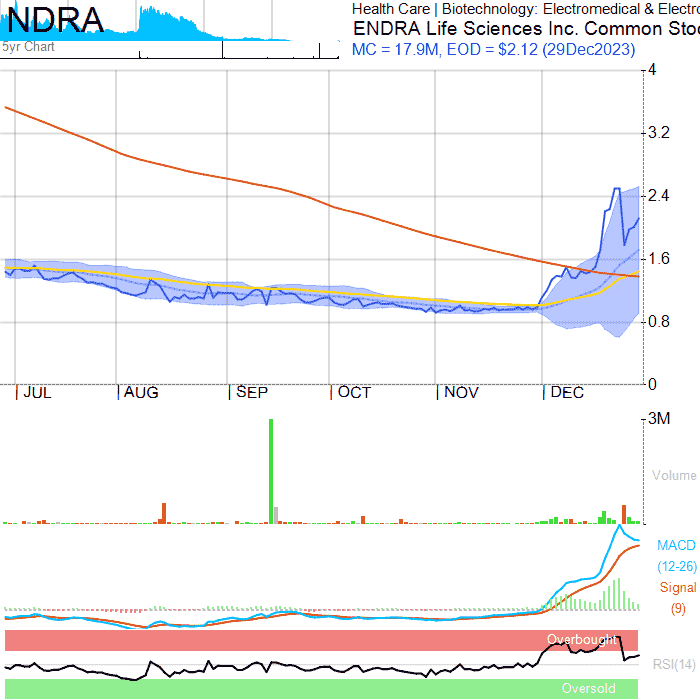 NDRA
Health Care | Biotechnology: Electromedical & Electro
ENDRA Life Sciences Inc. Common Stoc
MC = 17.9M, EOD = $2.12 (29Dec2023)
5yr Chart
4
3.2
2.4
1.6
0.8
0
JUL AUG SEP OCT NOV DEC
3M
Volume
MACD
(12-26)
Signal
(9)
Overbought
RSI(14)
Oversold